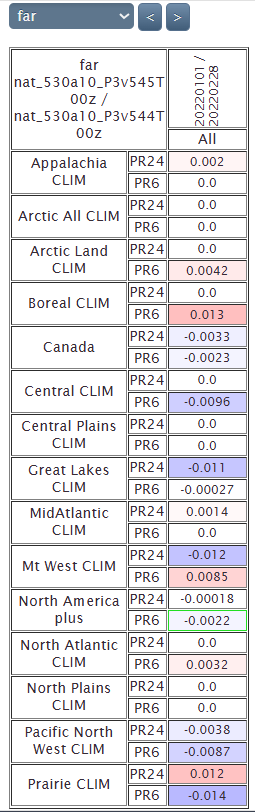 far
<
>
far
nat_530a10_P3v545T
00z /
nat_530a10_P3v544T
00z
20220101 /
20220228
All
Appalachia
CLIM
PR24
0.002
PR6
0.0
Arctic All CLIM
PR24
0.0
PR6
0.0
Arctic Land
CLIM
PR24
0.0
PR6
0.0042
Boreal CLIM
PR24
0.0
PR6
0.013
Canada
PR24
-0.0033
PR6
-0.0023
Central CLIM
PR24
0.0
PR6
-0.0096
Central Plains
CLIM
PR24
0.0
PR6
0.0
Great Lakes
CLIM
PR24
-0.011
PR6
-0.00027
MidAtlantic
CLIM
PR24
0.0014
PR6
0.0
Mt West CLIM
PR24
-0.012
PR6
0.0085
North America
plus
PR24
-0.00018
PR6
-0.0022
North Atlantic
CLIM
PR24
0.0
PR6
0.0032
North Plains
CLIM
PR24
0.0
PR6
0.0
Pacific North
West CLIM
PR24
-0.0038
PR6
-0.0087
Prairie CLIM
PR24
0.012
PR6
-0.014